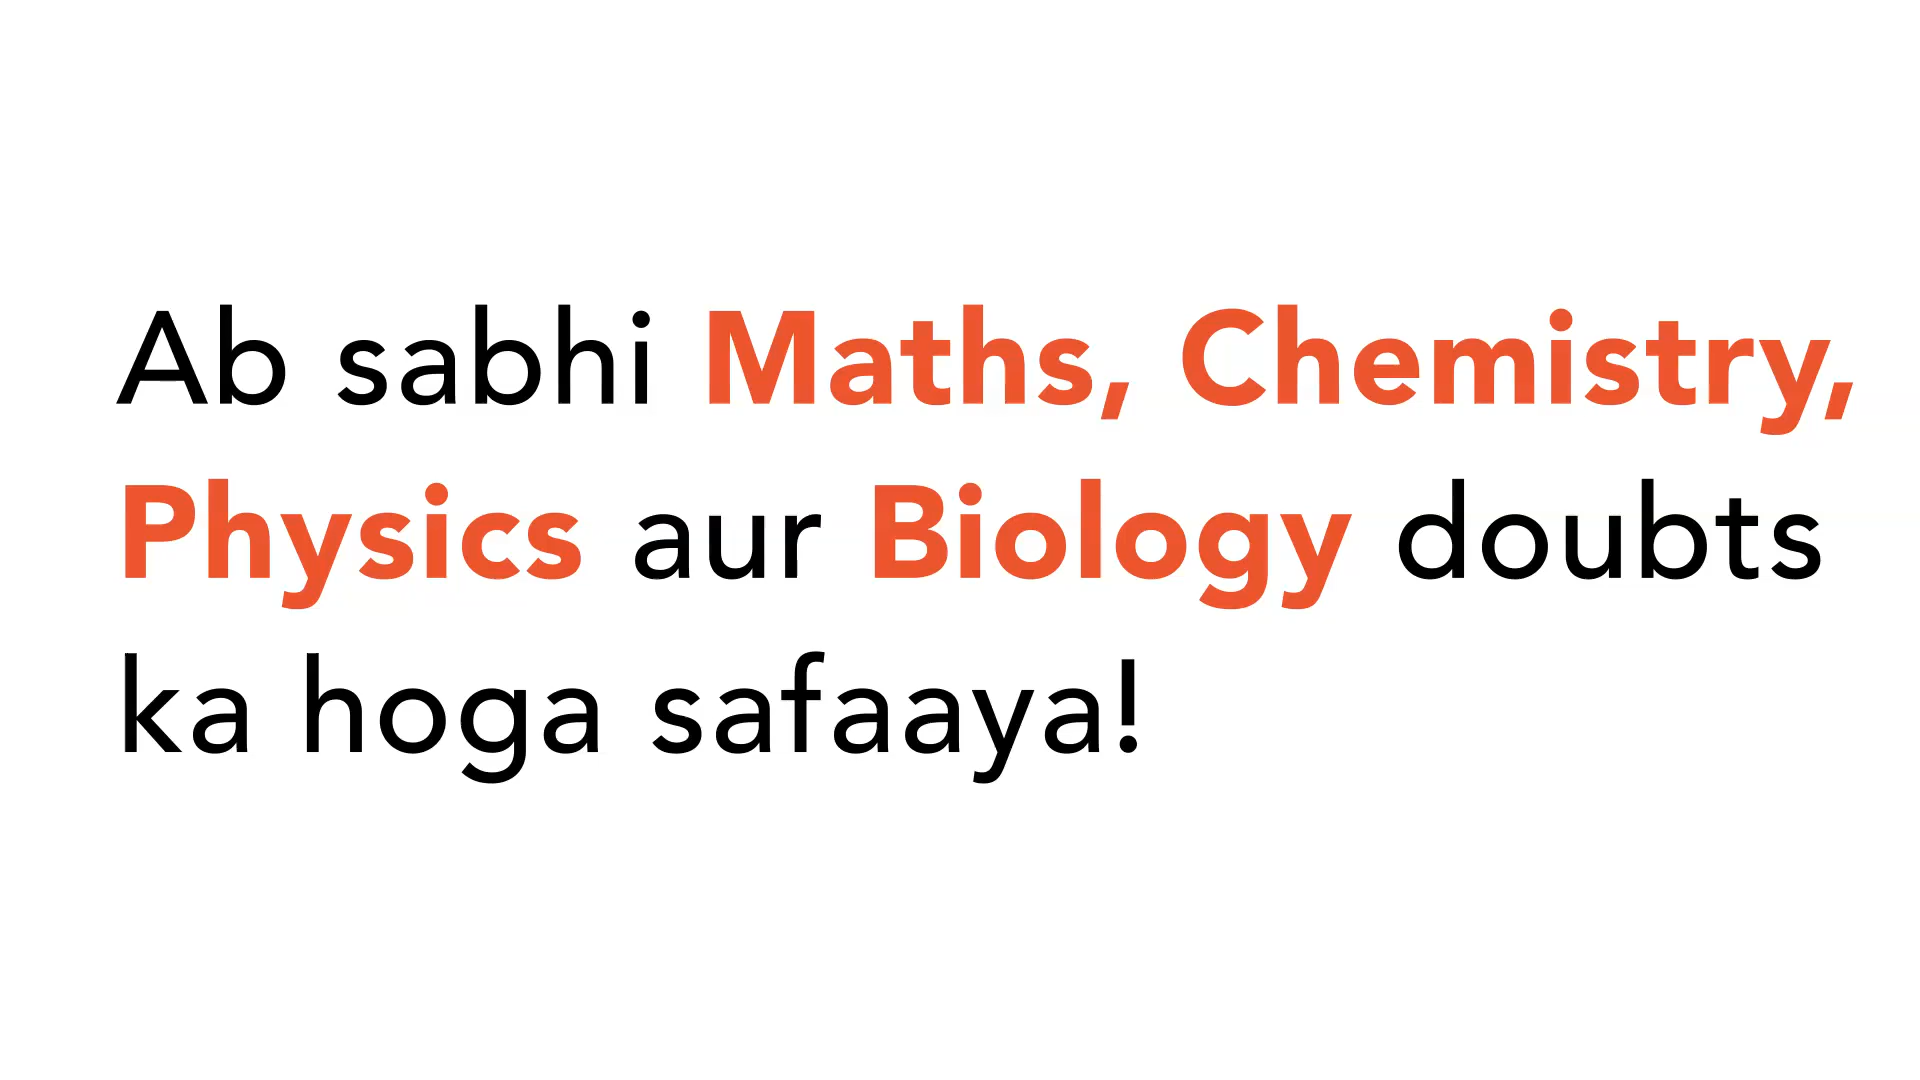 Ab sabhi Maths, Chemistry,
Physics aur Biology doubts
ka hoga safaaya!